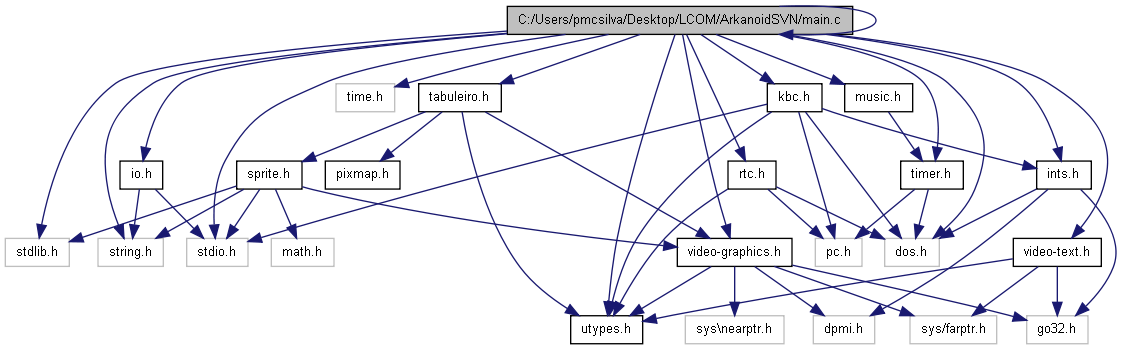 C:/Users/pmcsilva/Desktop/LCOM/ArkanoidSVN/main.c
time.h
tabuleiro.h
kbc.h
music.h
io.h
sprite.h
pixmap.h
rtc.h
timer.h
ints.h
stdlib.h
string.h
stdio.h
math.h
video-graphics.h
pc.h
dos.h
video-text.h
utypes.h
sys\nearptr.h
dpmi.h
sys/farptr.h
go32.h